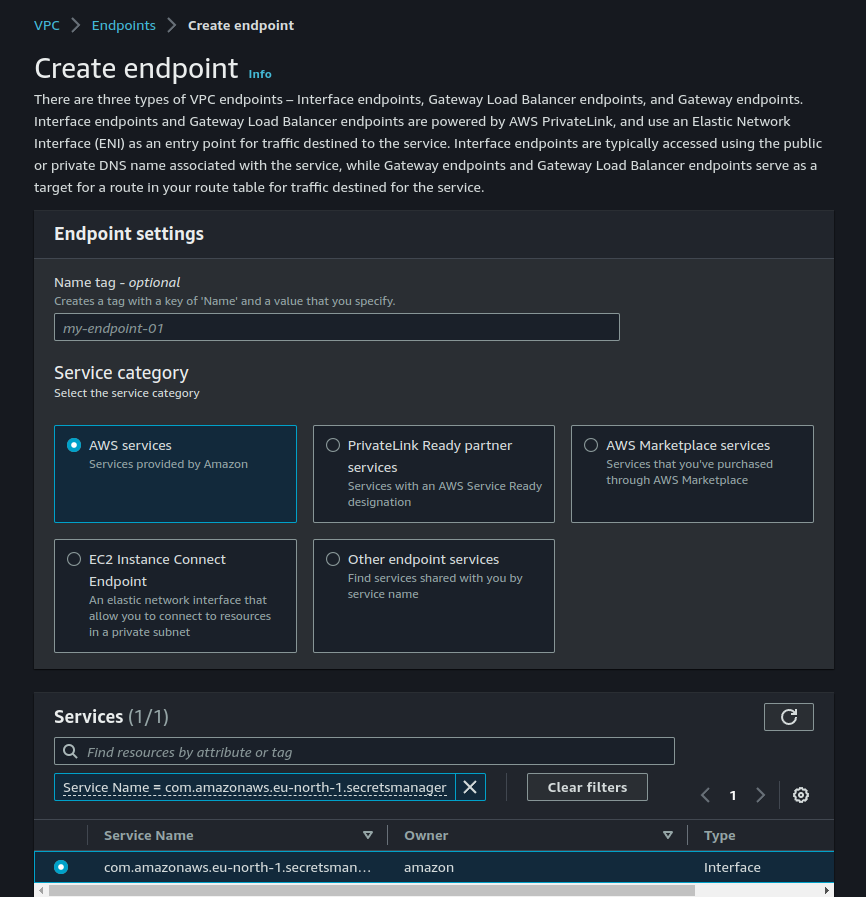 VPC > Endpoints > Create endpoint
Create endpoint Info
There are three types of VPC endpoints – Interface endpoints, Gateway Load Balancer endpoints, and Gateway endpoints.
Interface endpoints and Gateway Load Balancer endpoints are powered by AWS PrivateLink, and use an Elastic Network
Interface (ENI) as an entry point for traffic destined to the service. Interface endpoints are typically accessed using the public
or private DNS name associated with the service, while Gateway endpoints and Gateway Load Balancer endpoints serve as a
target for a route in your route table for traffic destined for the service.
Endpoint settings
Name tag - optional
Creates a tag with a key of 'Name' and a value that you specify.
my-endpoint-01
Service category
Select the service category
AWS services
Services provided by Amazon
PrivateLink Ready partner
services
Services with an AWS Service Ready
designation
AWS Marketplace services
Services that you've purchased
through AWS Marketplace
EC2 Instance Connect
Endpoint
An elastic network interface that
allow you to connect to resources
in a private subnet
Other endpoint services
Find services shared with you by
service name
Services (1/1)
Find resources by attribute or tag
Service Name = com.amazonaws.eu-north-1.secretsmanager
Clear filters
1
Service Name Owner Type
com.amazonaws.eu-north-1.secretsman... amazon Interface